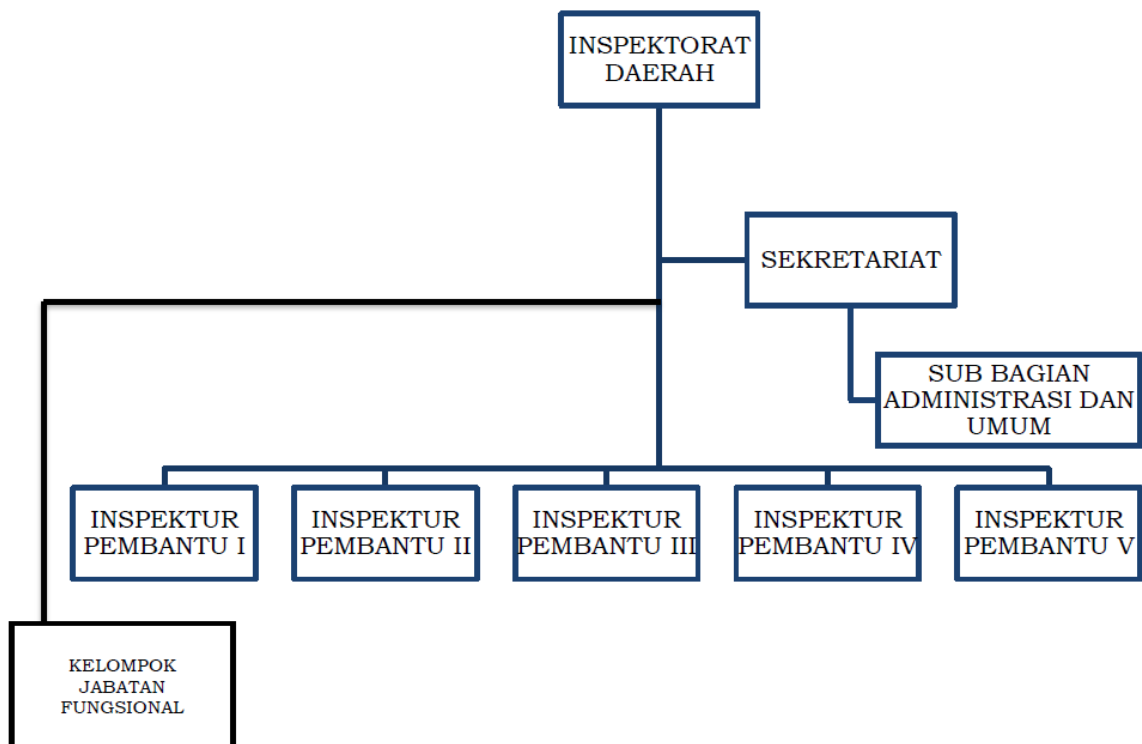 INSPEKTORAT
DAERAH
SEKRETARIAT
SUB BAGIAN
ADMINISTRASI DAN
UMUM
INSPEKTUR
PEMBANTU I
INSPEKTUR
PEMBANTU II
INSPEKTUR
PEMBANTU III
INSPEKTUR
PEMBANTU IV
INSPEKTUR
PEMBANTU V
KELOMPOK
JABATAN
FUNGSIONAL